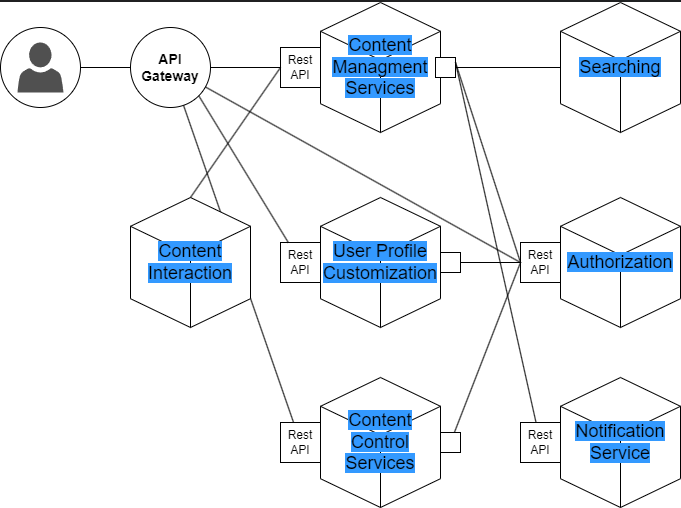 API
Gateway
Rest
API
Content
Managment
Services
Searching
Content
Interaction
Rest
API
User Profile
Customization
Rest
API
Authorization
Rest
API
Content
Control
Services
Rest
API
Notification
Service